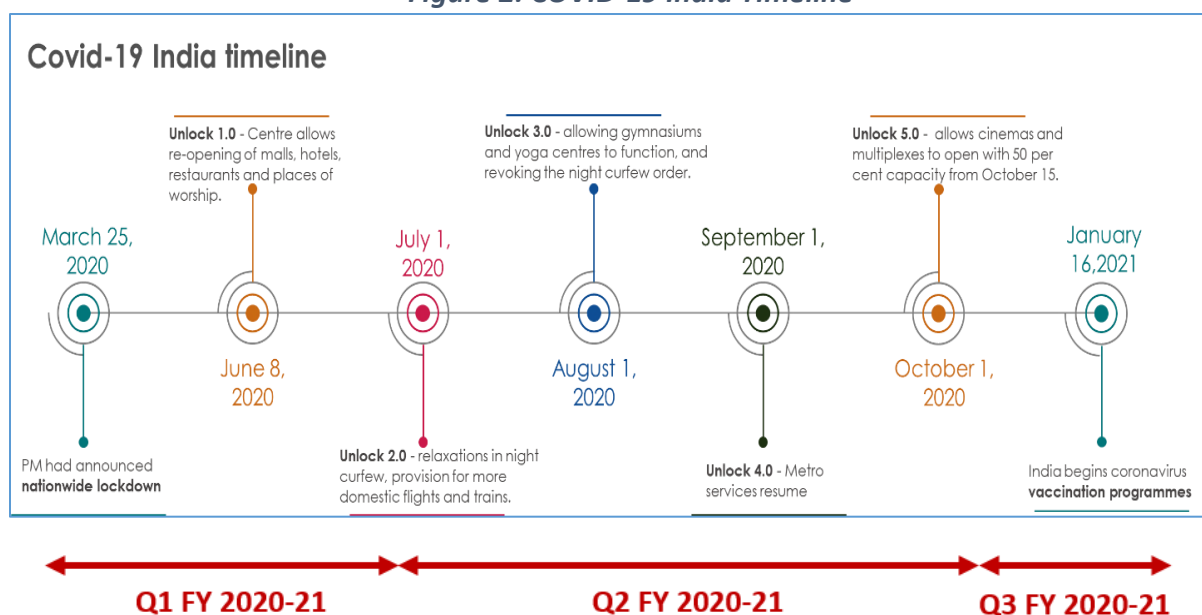 Figure 2: COVID-19 India Timeline
Covid-19 India timeline
Unlock 1.0 - Centre allows
re-opening of malls, hotels,
restaurants and places of
worship.
Unlock 3.0 - allowing gymnasiums
and yoga centres to function, and
revoking the night curfew order.
Unlock 5.0 - allows cinemas and
multiplexes to open with 50 per
cent capacity from October 15.
March 25,
2020
July 1,
2020
September 1,
2020
January
16,2021
June 8,
2020
August 1,
2020
October 1,
2020
PM had announced
nationwide lockdown
Unlock 2.0 - relaxations in night
curfew, provision for more
domestic flights and trains.
Unlock 4.0 - Metro
services resume
India begins coronavirus
vaccination programmes
Q1 FY 2020-21
Q2 FY 2020-21
Q3 FY 2020-21